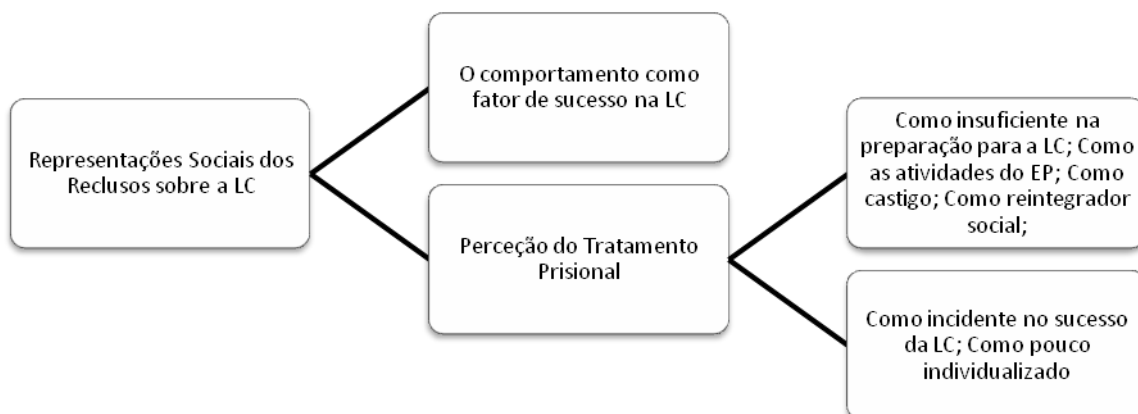 Representações Sociais dos
Reclusos sobre a LC
O comportamento como
fator de sucesso na LC
Perceção do Tratamento
Prisional
Como insuficiente na
preparação para a LC; Como
as atividades do EP; Como
castigo; Como reintegrador
social;
Como incidente no sucesso
da LC; Como pouco
individualizado